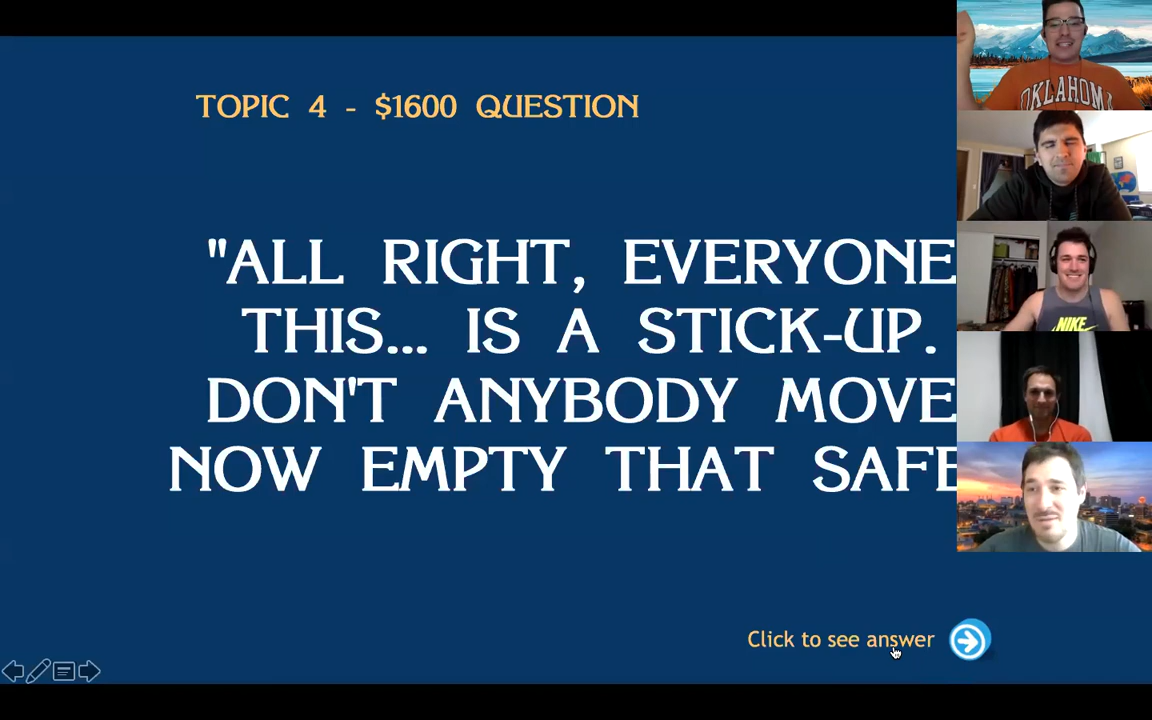 TOPIC 4 - $1600 QUESTION
"ALL RIGHT, EVERYONE
THIS... IS A STICK-UP.
DON'T ANYBODY MOVE
NOW EMPTY THAT SAFE
Click to see answer
OKLAHOMA
NIKE